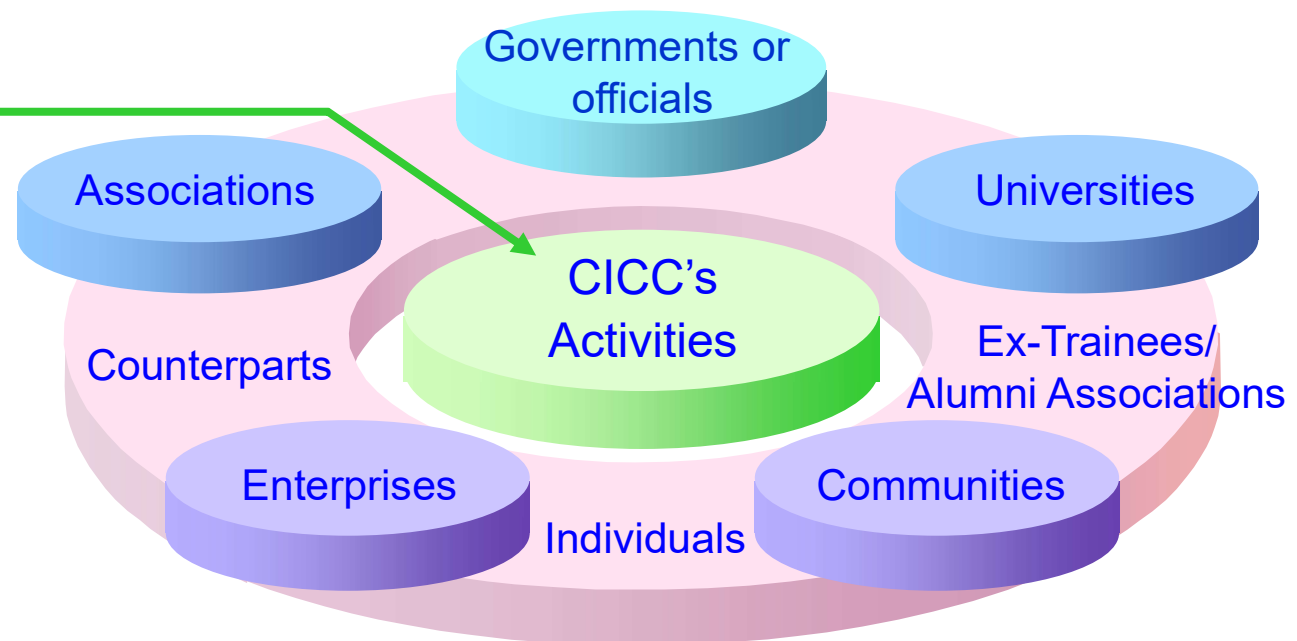 Governments or
officials
Associations
Universities
CICC’s
Activities
Counterparts
Ex-Trainees/
Alumni Associations
Enterprises
Communities
Individuals